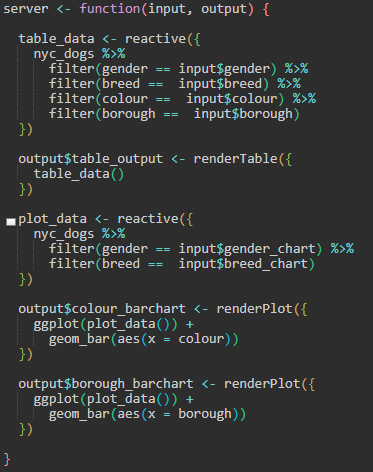 server <- function(input, output) {
  table_data <- reactive({
    nyc_dogs %>%
      filter(gender == input$gender) %>%
      filter(breed ==  input$breed) %>%
      filter(colour ==  input$colour) %>%
      filter(borough ==  input$borough)
  })
  output$table_output <- renderTable({
    table_data()
  })
  plot_data <- reactive({
    nyc_dogs %>%
      filter(gender == input$gender_chart) %>%
      filter(breed ==  input$breed_chart)
  })
  output$colour_barchart <- renderPlot({
    ggplot(plot_data()) +
      geom_bar(aes(x = colour))
  })
  output$borough_barchart <- renderPlot({
    ggplot(plot_data()) +
      geom_bar(aes(x = borough))
  })
}